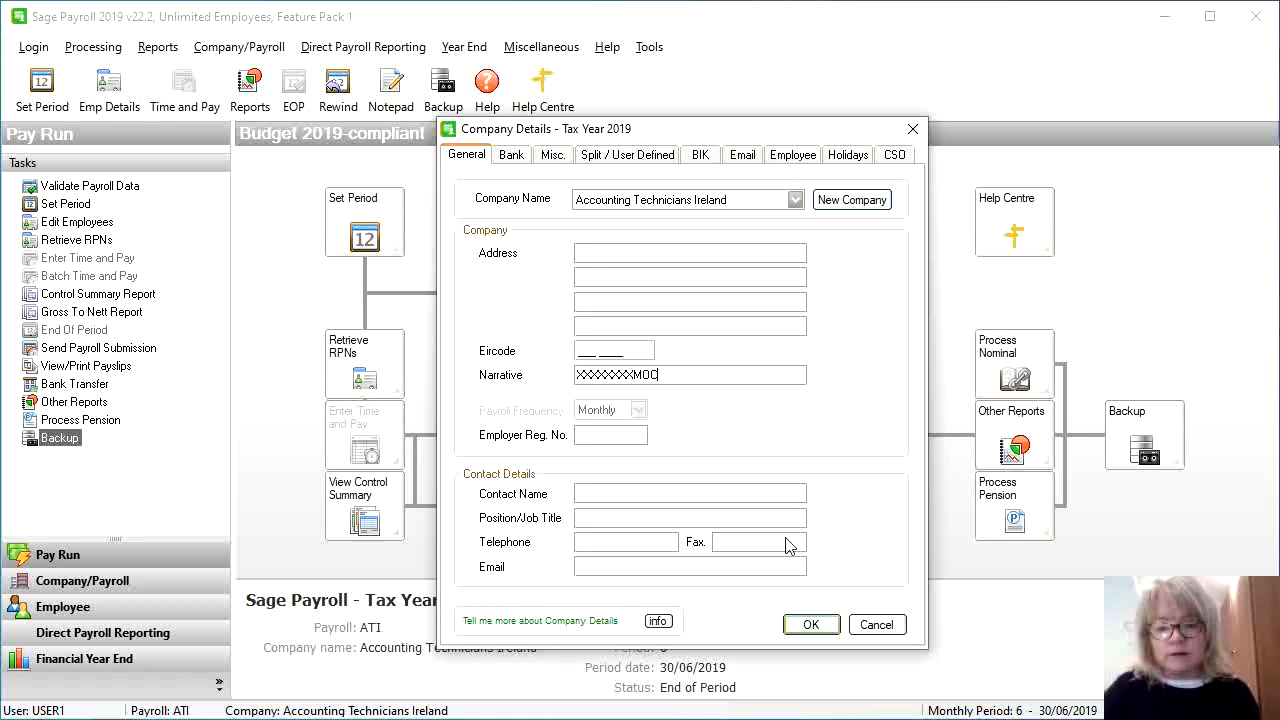 Sage Payroll 2019 v22.2, Unlimited Employees, Feature Pack 1
Login Processing Reports Company/Payroll Direct Payroll Reporting Year End Miscellaneous Help Tools
Set Period Emp Details Time and Pay Reports EOP Rewind Notepad Backup Help Help Centre
Pay Run
Tasks
Validate Payroll Data
Set Period
Edit Employees
Retrieve RPNs
Enter Time and Pay
Batch Time and Pay
Control Summary Report
Gross To Nett Report
End Of Period
Send Payroll Submission
View/Print Payslips
Bank Transfer
Other Reports
Process Pension
Backup
Pay Run
Company/Payroll
Employee
Direct Payroll Reporting
Financial Year End
Budget 2019-compliant
Set Period
12
Retrieve
RPNs
Enter Time
and Pay
View Control
Summary
Company Details - Tax Year 2019
General Bank Misc. Split / User Defined BIK Email Employee Holidays CSO
Company Name Accounting Technicians Ireland New Company
Company
Address
Eircode ___ ____
Narrative XXXXXXXXMOC
Payroll Frequency Monthly
Employer Reg. No.
Contact Details
Contact Name
Position/Job Title
Telephone Fax.
Email
Tell me more about Company Details info
OK Cancel
Help Centre
Process
Nominal
Other Reports
Process
Pension
Backup
Sage Payroll - Tax Year
Payroll: ATI
Company name: Accounting Technicians Ireland
Period date: 30/06/2019
Status: End of Period
User: USER1 Payroll: ATI Company: Accounting Technicians Ireland Monthly Period: 6 - 30/06/2019